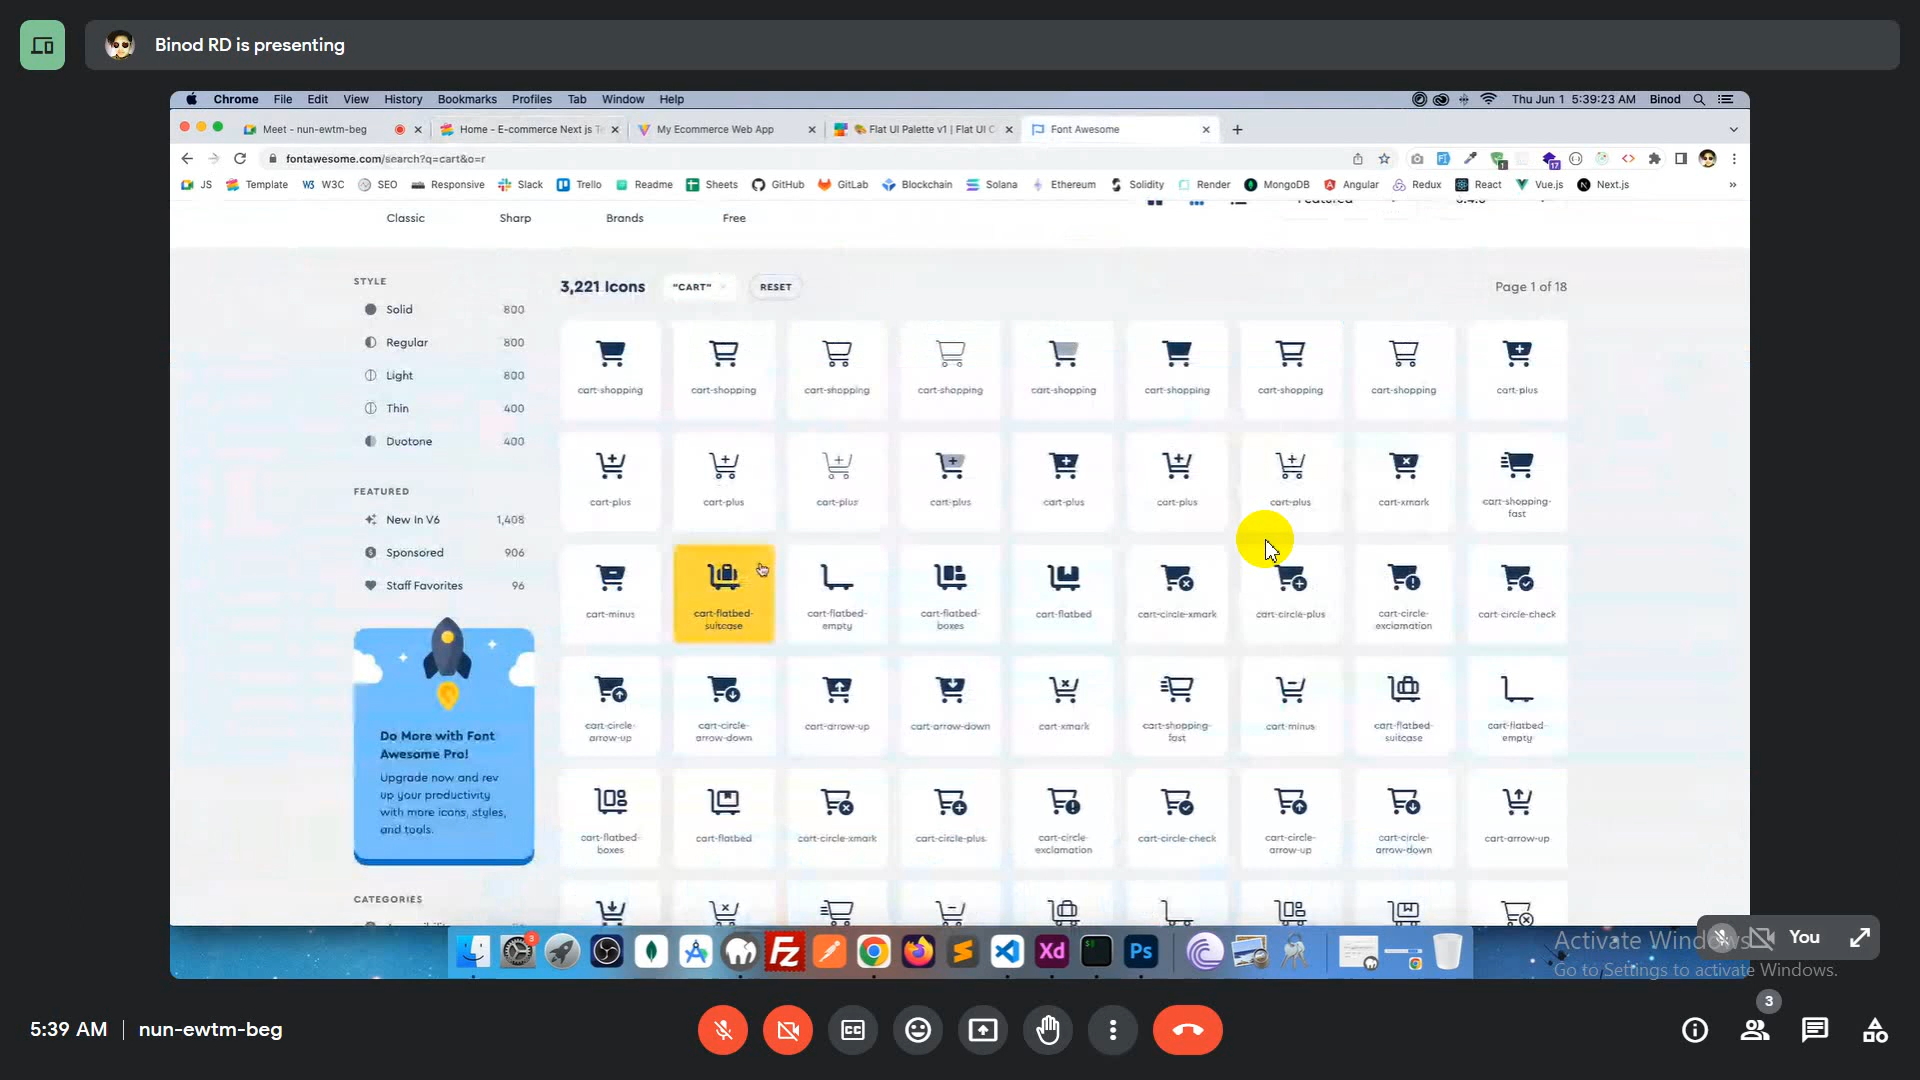 Binod RD is presenting
Chrome File Edit View History Bookmarks Profiles Tab Window Help
Thu Jun 1 5:39:23 AM Binod
Meet - nun-ewtm-beg
Home - E-commerce Next js Te
My Ecommerce Web App
Flat UI Palette v1 | Flat UI C
Font Awesome
fontawesome.com/search?q=cart&o=r
JS Template W3C SEO Responsive Slack Trello Readme Sheets GitHub GitLab Blockchain Solana Ethereum Solidity Render MongoDB Angular Redux React Vue.js Next.js
Featured
Classic Sharp Brands Free
STYLE
Solid 800
Regular 800
Light 800
Thin 400
Duotone 400
FEATURED
New In V6 1,408
Sponsored 906
Staff Favorites 96
Do More with Font
Awesome Pro!
Upgrade now and rev
up your productivity
with more icons, styles,
and tools.
CATEGORIES
3,221 Icons "CART" RESET Page 1 of 18
cart-shopping cart-shopping cart-shopping cart-shopping cart-shopping cart-shopping cart-shopping cart-shopping cart-plus
cart-plus cart-plus cart-plus cart-plus cart-plus cart-plus cart-plus cart-xmark cart-shopping-
fast
cart-minus cart-flatbed- cart-flatbed- cart-flatbed- cart-flatbed cart-circle-xmark cart-circle-plus cart-circle- cart-circle-check
suitcase empty boxes exclamation
cart-circle- cart-circle- cart-arrow-up cart-arrow-down cart-xmark cart-shopping- cart-minus cart-flatbed- cart-flatbed-
arrow-up arrow-down fast suitcase empty
cart-flatbed- cart-flatbed cart-circle-xmark cart-circle-plus cart-circle- cart-circle-check cart-circle- cart-circle- cart-arrow-up
boxes exclamation arrow-up arrow-down
Activate Windows
Go to Settings to activate Windows.
You
5:39 AM | nun-ewtm-beg
3